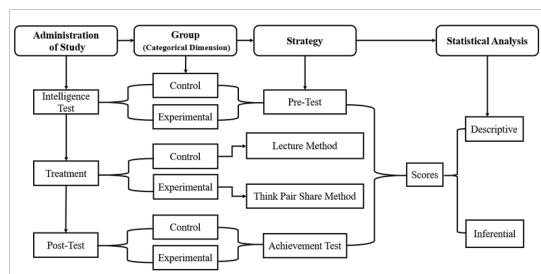 Administration
of Study
Group
(Categorical Dimension)
Strategy
Statistical Analysis
Intelligence
Test
Control
Experimental
Pre-Test
Treatment
Control
Experimental
Lecture Method
Think Pair Share Method
Post-Test
Control
Experimental
Achievement Test
Scores
Descriptive
Inferential